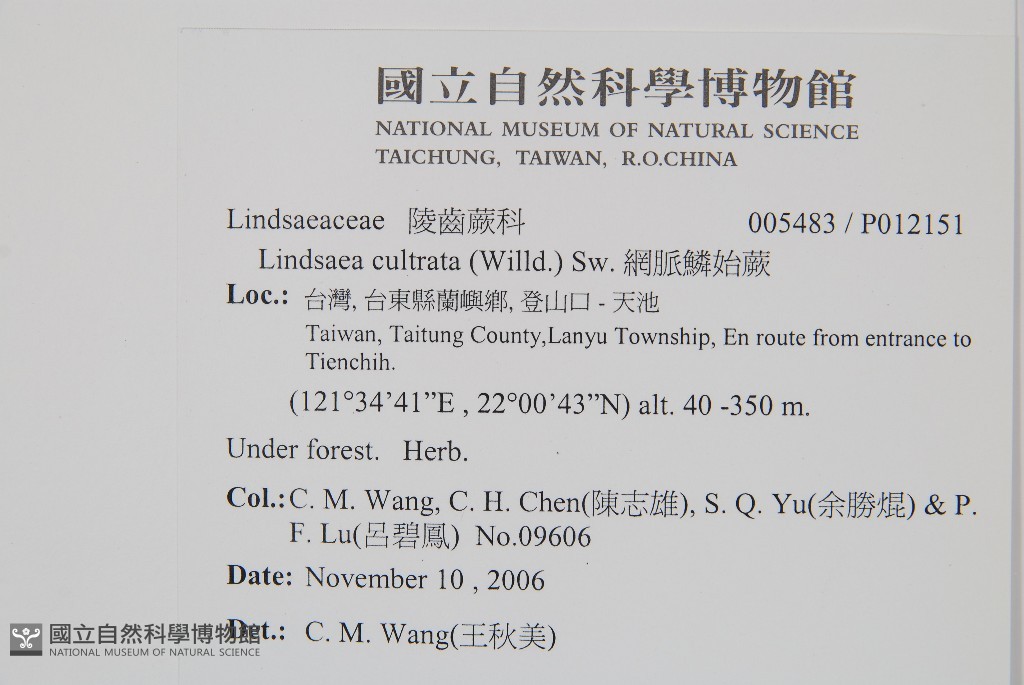 國立自然科學博物館
NATIONAL MUSEUM OF NATURAL SCIENCE
TAICHUNG, TAIWAN, R.O.CHINA
Lindsaeaceae 陵齒蕨科 005483 / P012151
Lindsaea cultrata (Willd.) Sw. 網脈鱗始蕨
Loc.: 台灣, 台東縣蘭嶼鄉, 登山口 - 天池
Taiwan, Taitung County,Lanyu Township, En route from entrance to
Tienchih.
(121°34’41”E , 22°00’43”N) alt. 40 -350 m.
Under forest. Herb.
Col.: C. M. Wang, C. H. Chen(陳志雄), S. Q. Yu(余勝焜) & P.
F. Lu(呂碧鳳) No.09606
Date: November 10 , 2006
Det.: C. M. Wang(王秋美)
國立自然科學博物館
NATIONAL MUSEUM OF NATURAL SCIENCE